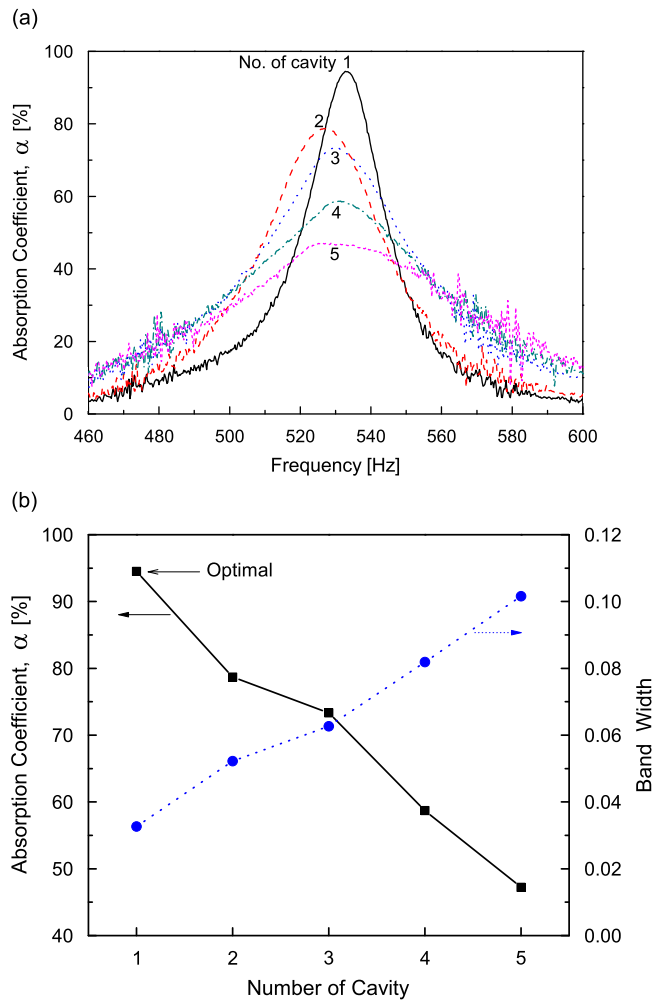 (a)
100
80
60
40
20
0
Absorption Coefficient, α [%]
No. of cavity 1
2
3
4
5
460 480 500 520 540 560 580 600
Frequency [Hz]
(b)
100
90
80
70
60
50
40
Absorption Coefficient, α [%]
Optimal
0.12
0.10
0.08
0.06
0.04
0.02
0.00
Band Width
1 2 3 4 5
Number of Cavity